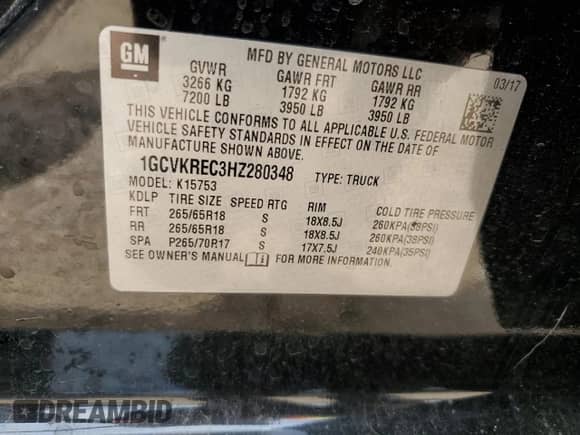 GM
MFD BY GENERAL MOTORS LLC
03/17
GVWR GAWR FRT GAWR RR
3266 KG 1792 KG 1792 KG
7200 LB 3950 LB 3950 LB
THIS VEHICLE CONFORMS TO ALL APPLICABLE U.S. FEDERAL MOTOR
VEHICLE SAFETY STANDARDS IN EFFECT ON THE DATE OF
MANUFACTURE SHOWN ABOVE.
1GCVKREC3HZ280348 TYPE: TRUCK
MODEL: K15753
KDLP TIRE SIZE SPEED RTG RIM COLD TIRE PRESSURE
FRT 265/65R18 S 18X8.5J 260KPA(38PSI)
RR 265/65R18 S 18X8.5J 260KPA(38PSI)
SPA P265/70R17 S 17X7.5J 240KPA(35PSI)
SEE OWNER'S MANUAL FOR ADDITIONAL INFORMATION.
DREAMBID